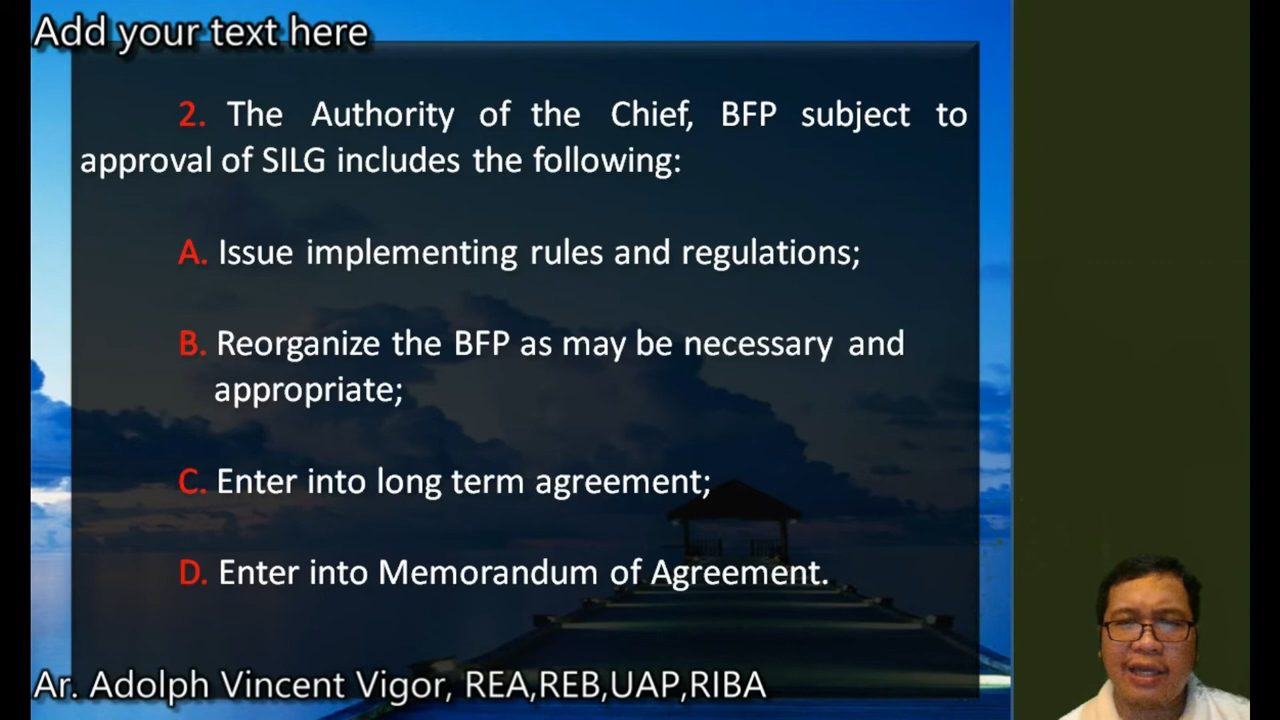 Add your text here
2. The Authority of the Chief, BFP subject to
approval of SILG includes the following:
A. Issue implementing rules and regulations;
B. Reorganize the BFP as may be necessary and
appropriate;
C. Enter into long term agreement;
D. Enter into Memorandum of Agreement.
Ar. Adolph Vincent Vigor, REA,REB,UAP,RIBA